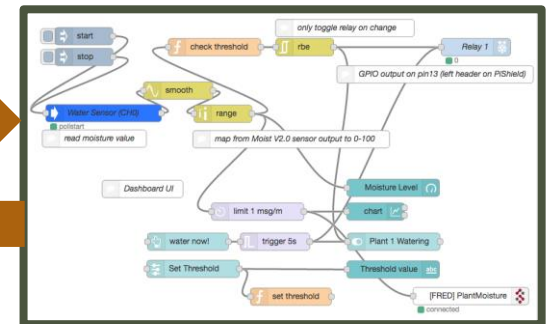 only toggle relay on change
start
stop
check threshold
rbe
Relay 1
0
GPIO output on pin13 (left header on PiShield)
smooth
Water Sensor (CH0)
range
polstart
read moisture value
map from Moist V2.0 sensor output to 0-100
Dashboard UI
Moisture Level
limit 1 msg/m
chart
water now!
trigger 5s
Plant 1 Watering
Set Threshold
Threshold value
abc
set threshold
[FRED] PlantMoisture
connected